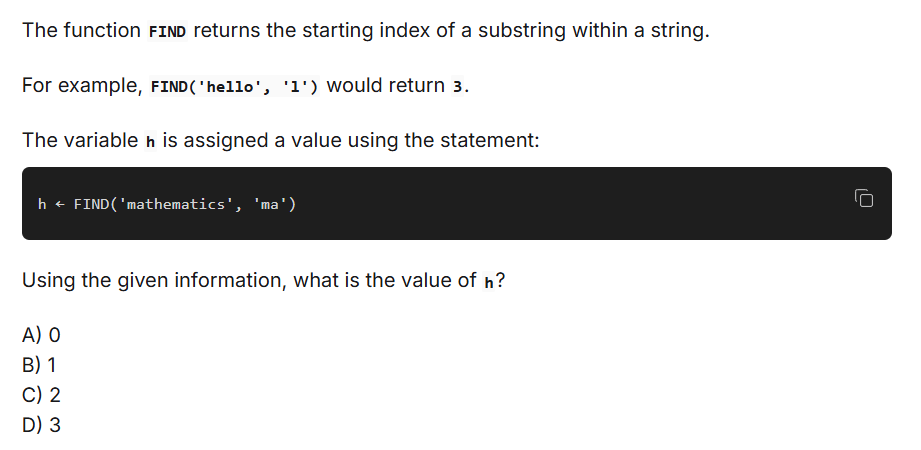 The function FIND returns the starting index of a substring within a string.
For example, FIND('hello', 'l') would return 3.
The variable h is assigned a value using the statement:
h ← FIND('mathematics', 'ma')
Using the given information, what is the value of h?
A) 0
B) 1
C) 2
D) 3